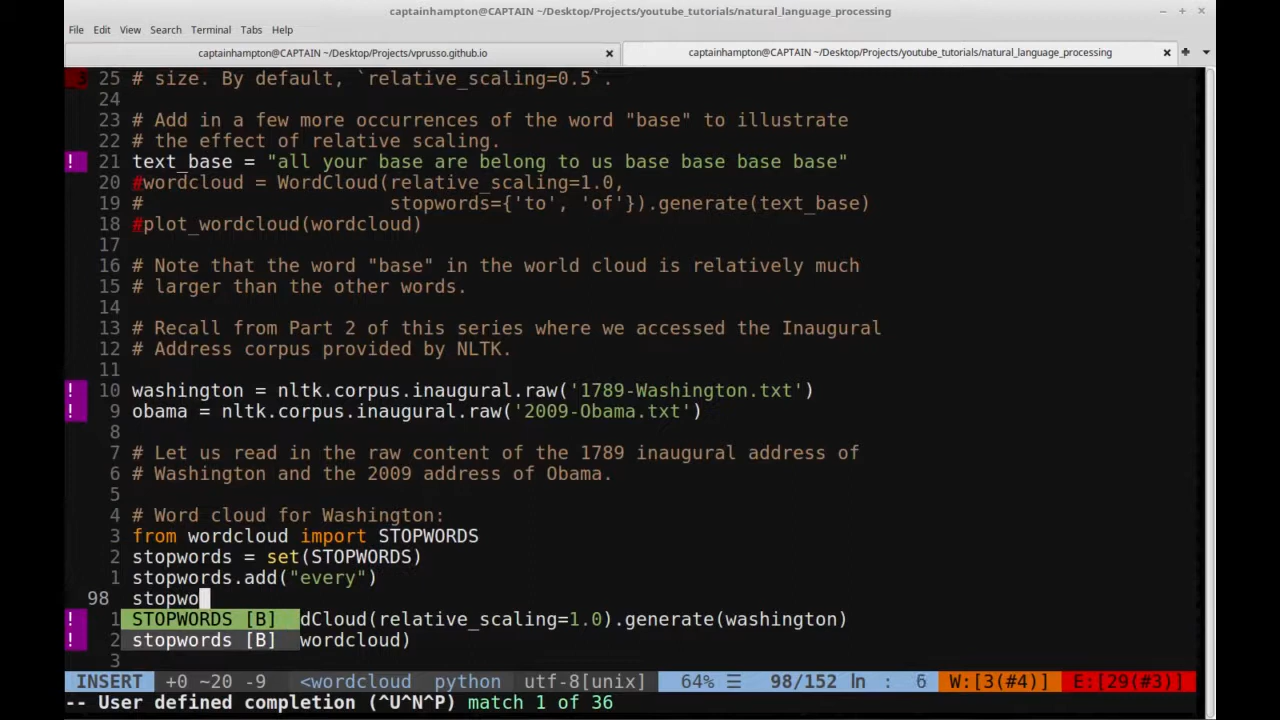 captainhampton@CAPTAIN ~/Desktop/Projects/youtube_tutorials/natural_language_processing
File Edit View Search Terminal Tabs Help
captainhampton@CAPTAIN ~/Desktop/Projects/vprusso.github.io captainhampton@CAPTAIN ~/Desktop/Projects/youtube_tutorials/natural_language_processing
25 # size. By default, `relative_scaling=0.5`.
24
23 # Add in a few more occurrences of the word "base" to illustrate
22 # the effect of relative scaling.
! 21 text_base = "all your base are belong to us base base base base"
20 #wordcloud = WordCloud(relative_scaling=1.0,
19 # stopwords={'to', 'of'}).generate(text_base)
18 #plot_wordcloud(wordcloud)
17
16 # Note that the word "base" in the world cloud is relatively much
15 # larger than the other words.
14
13 # Recall from Part 2 of this series where we accessed the Inaugural
12 # Address corpus provided by NLTK.
11
! 10 washington = nltk.corpus.inaugural.raw('1789-Washington.txt')
! 9 obama = nltk.corpus.inaugural.raw('2009-Obama.txt')
8
7 # Let us read in the raw content of the 1789 inaugural address of
6 # Washington and the 2009 address of Obama.
5
4 # Word cloud for Washington:
3 from wordcloud import STOPWORDS
2 stopwords = set(STOPWORDS)
1 stopwords.add("every")
98 stopwo
! 1 STOPWORDS [B] dCloud(relative_scaling=1.0).generate(washington)
! 2 stopwords [B] wordcloud)
3
INSERT +0 ~20 -9 <wordcloud python utf-8[unix] 64% ☰ 98/152 ln : 6 W:[3(#4)] E:[29(#3)]
-- User defined completion (^U^N^P) match 1 of 36